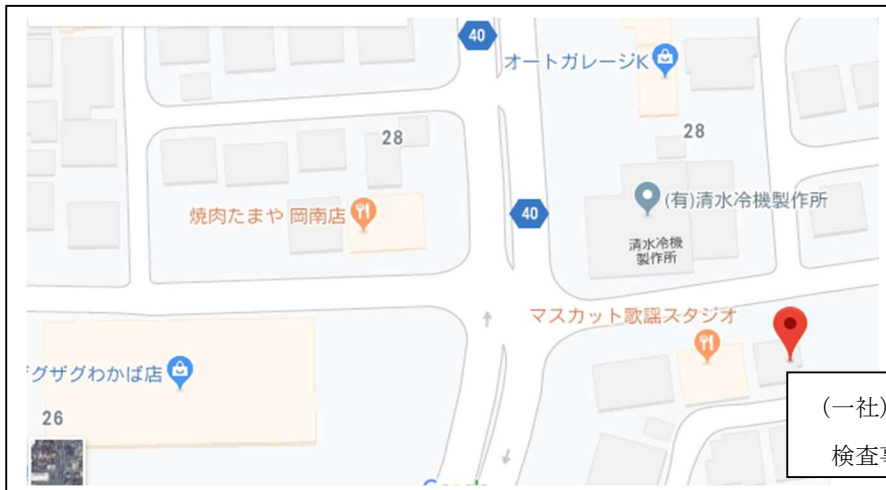 40
オートガレージK
28
28
(有)清水冷機製作所
焼肉たまや 岡南店
40
清水冷機
製作所
マスカット歌謡スタジオ
グザグわかば店
26
(一社)
検査